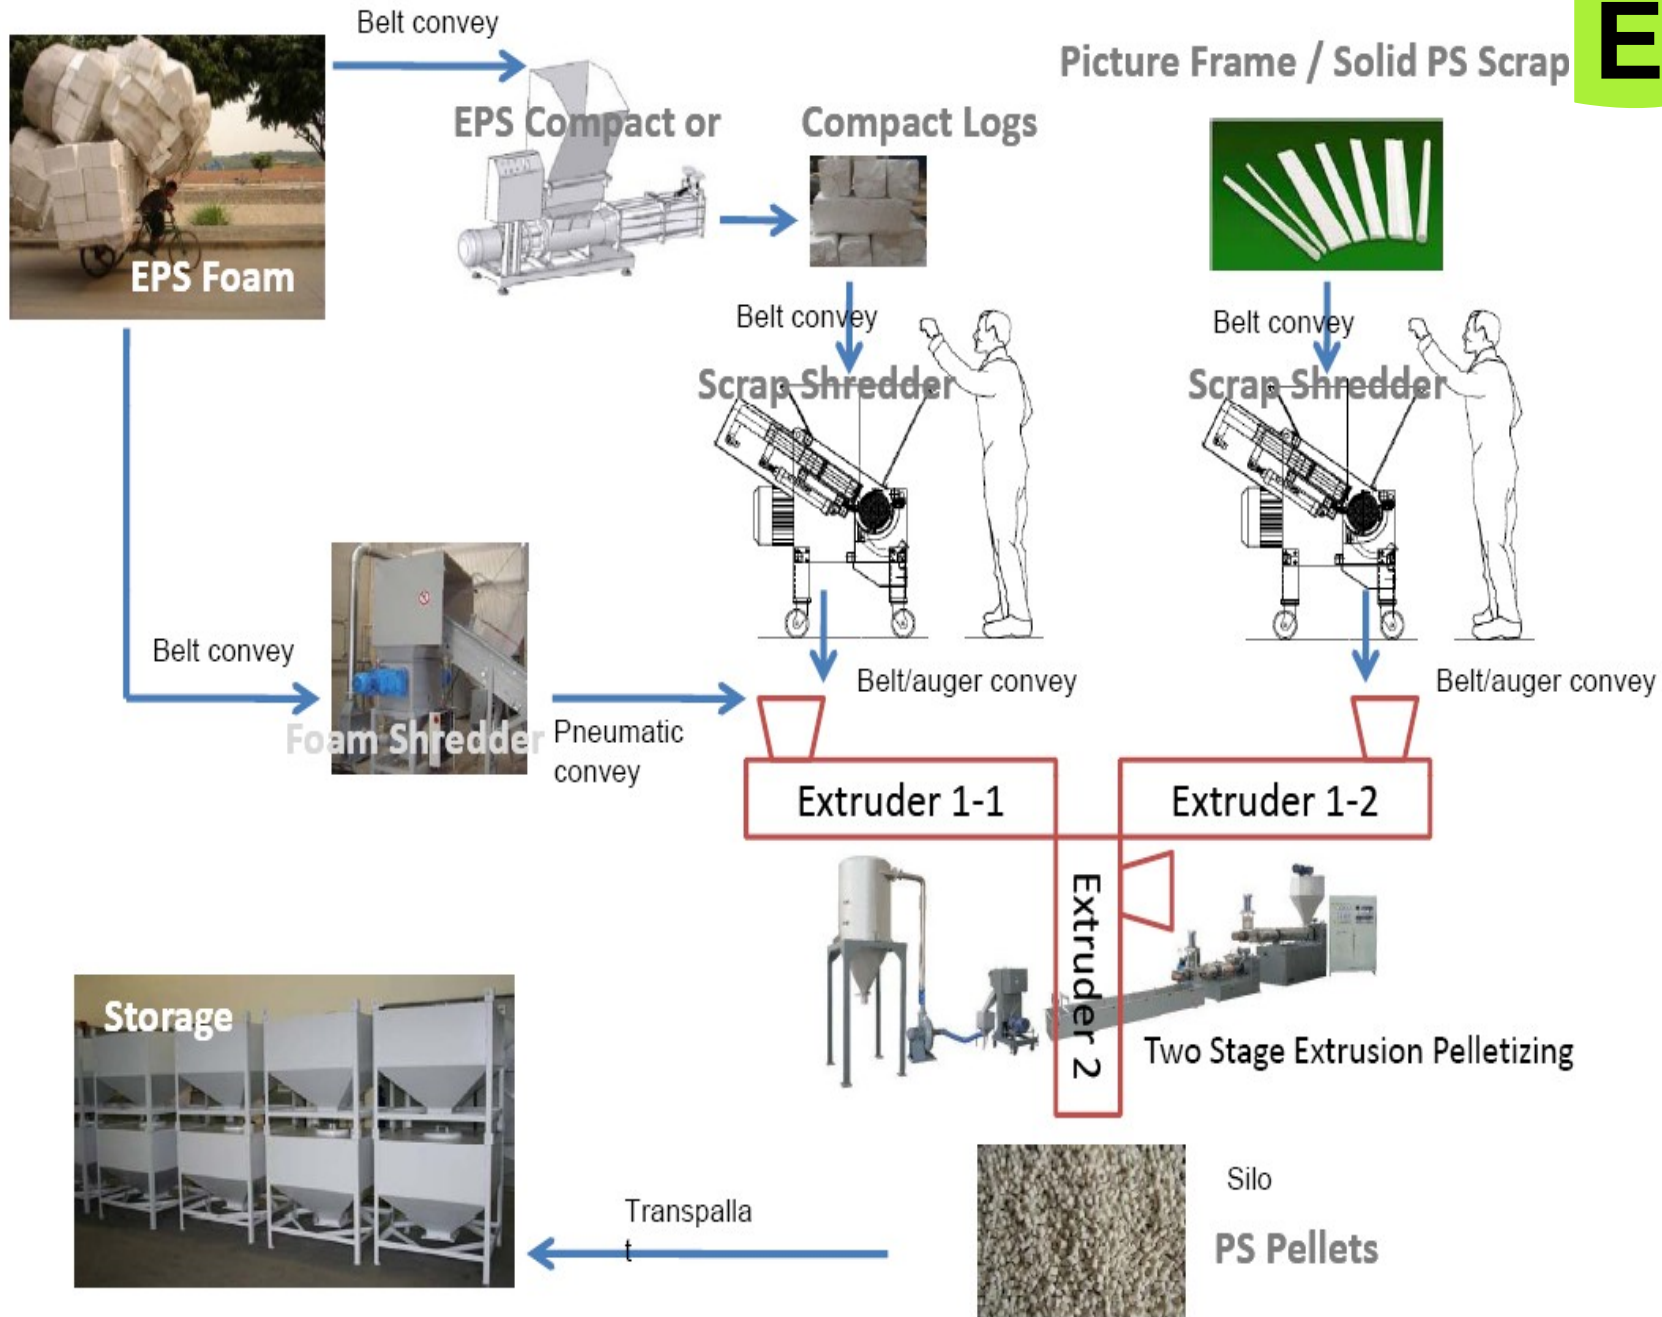 E
Belt convey
Picture Frame / Solid PS Scrap
EPS Compact or
Compact Logs
EPS Foam
Belt convey
Belt convey
Scrap Shredder
Scrap Shredder
Belt convey
Belt/auger convey
Belt/auger convey
Foam Shredder
Pneumatic
convey
Extruder 1-1
Extruder 1-2
Extruder 2
Storage
Two Stage Extrusion Pelletizing
Silo
Transpalla
t
PS Pellets